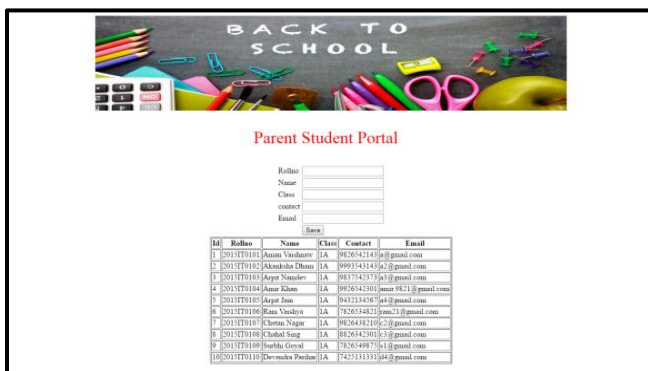 BACK TO
SCHOOL
Parent Student Portal
Rollno
Name
Class
contact
Email
Save
Id Rollno Name Class Contact Email
1 2015IT0101 Aman Vaishnaw 1A 9826542143 a@gmail.com
2 2015IT0102 Akanksha Dham 1A 9993543143 a2@gmail.com
3 2015IT0103 Arpit Namdev 1A 9837542373 a3@gmail.com
4 2015IT0104 Amir Khan 1A 9926542301 amir.9821@gmail.com
5 2015IT0105 Arpit Jain 1A 9432134567 a4@gmail.com
6 2015IT0106 Ram Vaishya 1A 7826534821 ram21@gmail.com
7 2015IT0107 Chetan Nagar 1A 9826438210 c2@gmail.com
8 2015IT0108 Chahal Sing 1A 8826342301 c3@gmail.com
9 2015IT0109 Surbhi Goyal 1A 7826549875 s1@gmail.com
10 2015IT0110 Devendra Parihar 1A 7425131331 d4@gmail.com